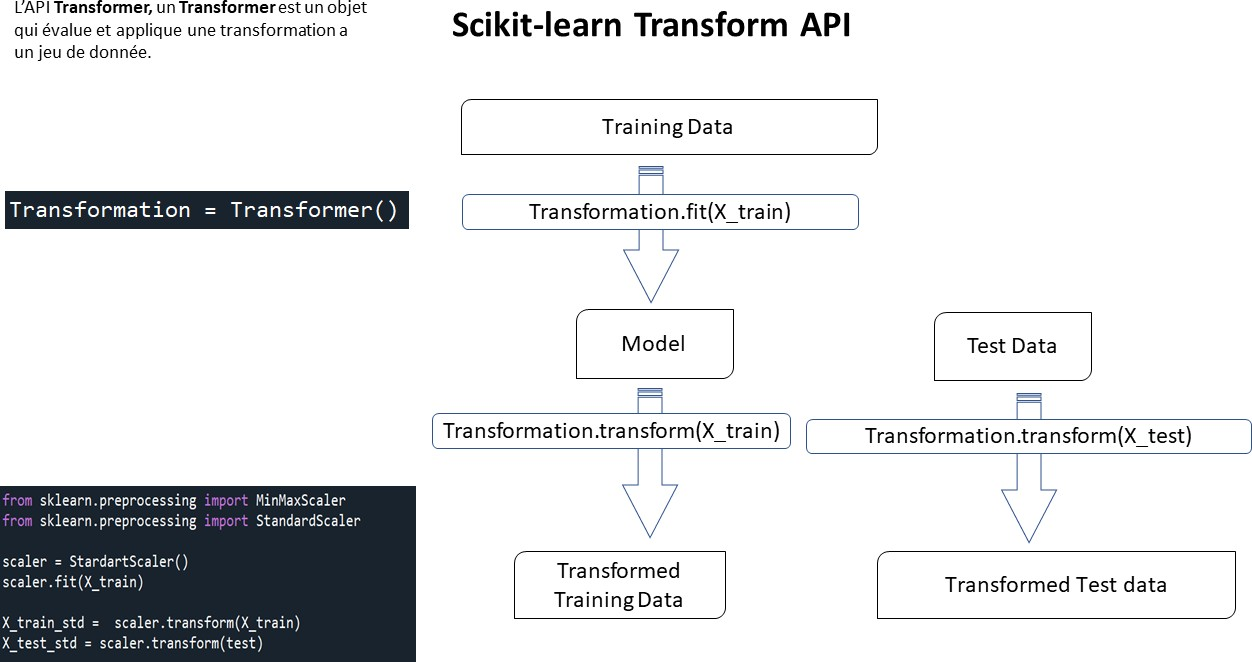 L'API Transformer, un Transformer est un objet
qui évalue et applique une transformation a
un jeu de donnée.
Scikit-learn Transform API
Training Data
Transformation = Transformer()
Transformation.fit(X_train)
Model
Test Data
Transformation.transform(X_train)
Transformation.transform(X_test)
from sklearn.preprocessing import MinMaxScaler
from sklearn.preprocessing import StandardScaler
scaler = StardartScaler()
scaler.fit(X_train)
X_train_std =  scaler.transform(X_train)
X_test_std = scaler.transform(test)
Transformed
Training Data
Transformed Test data